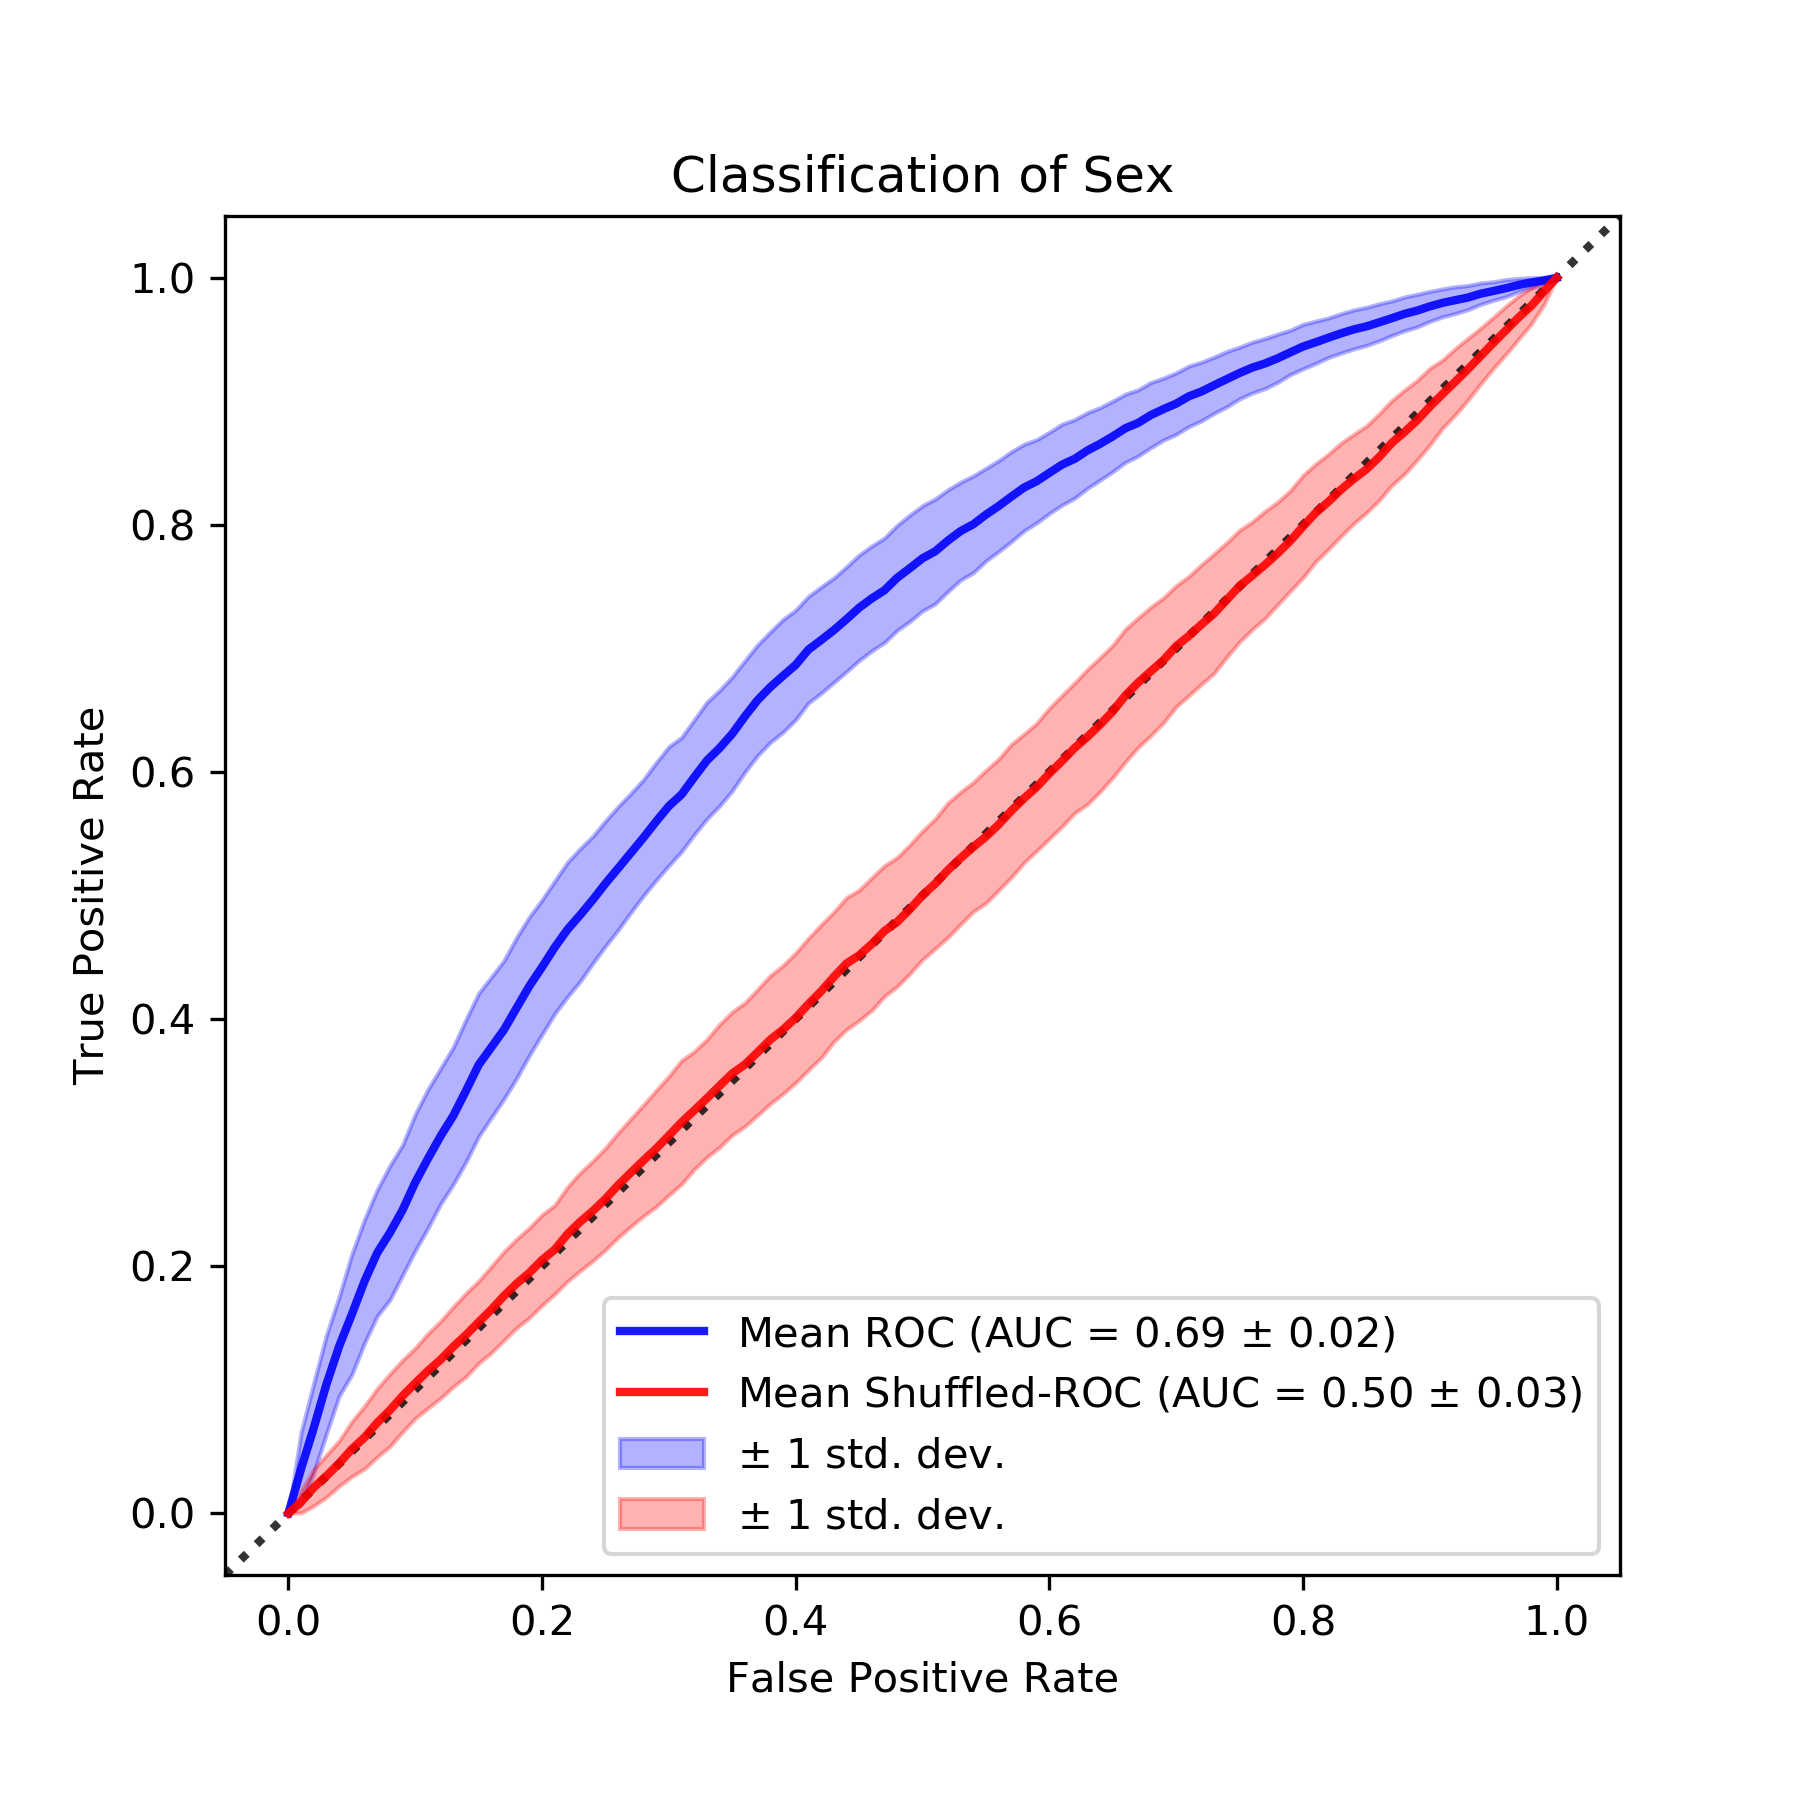 Classification of Sex
True Positive Rate
1.0
0.8
0.6
0.4
0.2
0.0
Mean ROC (AUC = 0.69 ± 0.02)
Mean Shuffled-ROC (AUC = 0.50 ± 0.03)
± 1 std. dev.
± 1 std. dev.
0.0 0.2 0.4 0.6 0.8 1.0
False Positive Rate